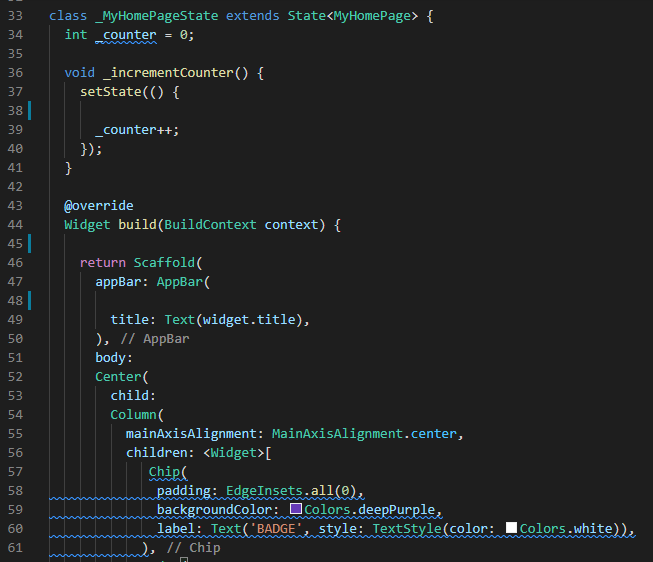 33 class _MyHomePageState extends State<MyHomePage> {
34   int _counter = 0;
35
36   void _incrementCounter() {
37     setState(() {
38
39       _counter++;
40     });
41   }
42
43   @override
44   Widget build(BuildContext context) {
45
46     return Scaffold(
47       appBar: AppBar(
48
49         title: Text(widget.title),
50       ), // AppBar
51       body:
52       Center(
53         child:
54         Column(
55           mainAxisAlignment: MainAxisAlignment.center,
56           children: <Widget>[
57              Chip(
58               padding: EdgeInsets.all(0),
59               backgroundColor: Colors.deepPurple,
60               label: Text('BADGE', style: TextStyle(color: Colors.white)),
61             ), // Chip